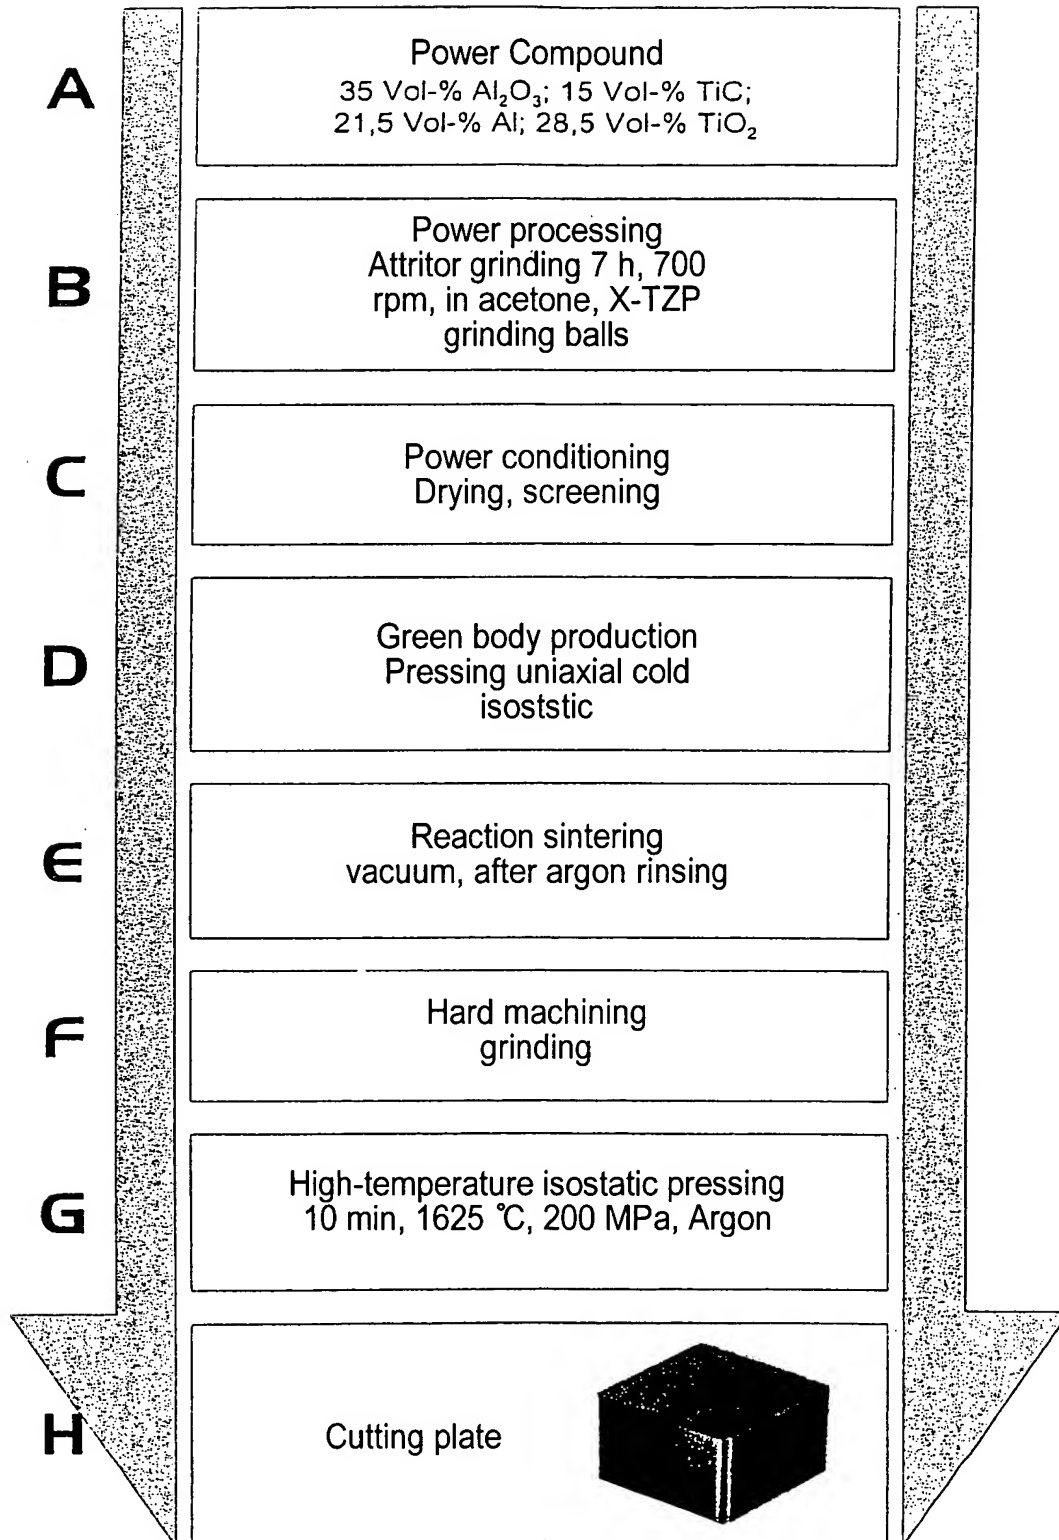 A
Power Compound
35 Vol-% Al₂O₃; 15 Vol-% TiC;
21,5 Vol-% Al; 28,5 Vol-% TiO₂
B
Power processing
Attritor grinding 7 h, 700
rpm, in acetone, X-TZP
grinding balls
C
Power conditioning
Drying, screening
D
Green body production
Pressing uniaxial cold
isoststic
E
Reaction sintering
vacuum, after argon rinsing
F
Hard machining
grinding
G
High-temperature isostatic pressing
10 min, 1625 °C, 200 MPa, Argon
H
Cutting plate